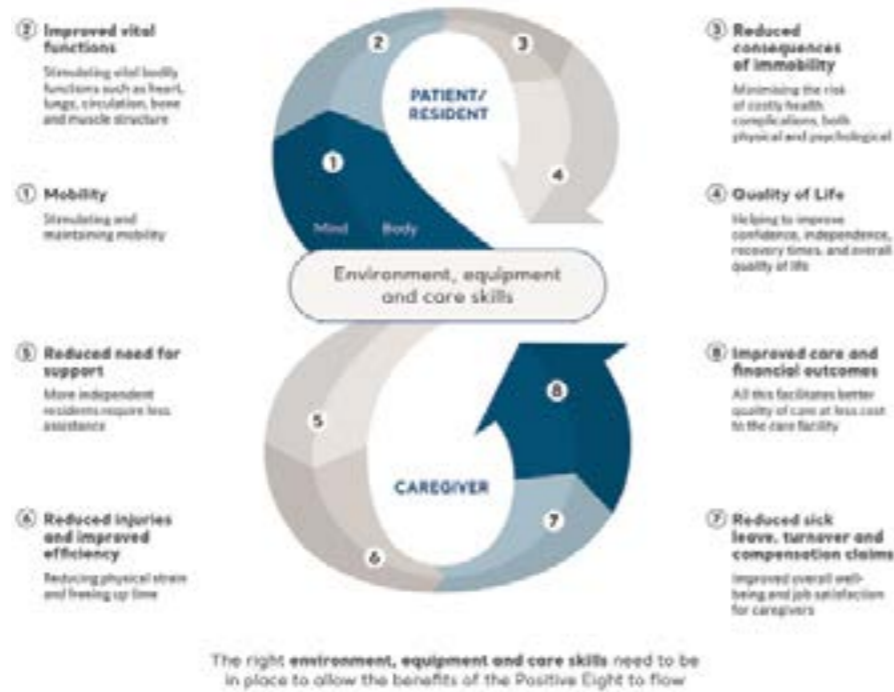 ② Improved vital
functions
Stimulating vital bodily
functions such as heart,
lungs, circulation, bone
and muscle structure
① Mobility
Stimulating and
maintaining mobility
2
3
PATIENT/
RESIDENT
1
4
Mind Body
Environment, equipment
and care skills
③ Reduced
consequences
of immobility
Minimising the risk
of costly health
complications, both
physical and psychological
④ Quality of Life
Helping to improve
confidence, independence,
recovery times, and overall
quality of life
⑤ Reduced need for
support
More independent
residents require less
assistance
⑥ Reduced injuries
and improved
efficiency
Reducing physical strain
and freeing up time
8
5
CAREGIVER
7
6
⑧ Improved care and
financial outcomes
All this facilitates better
quality of care at less cost
to the care facility
⑦ Reduced sick
leave, turnover and
compensation claims
Improved overall well-
being and job satisfaction
for caregivers
The right environment, equipment and care skills need to be
in place to allow the benefits of the Positive Eight to flow